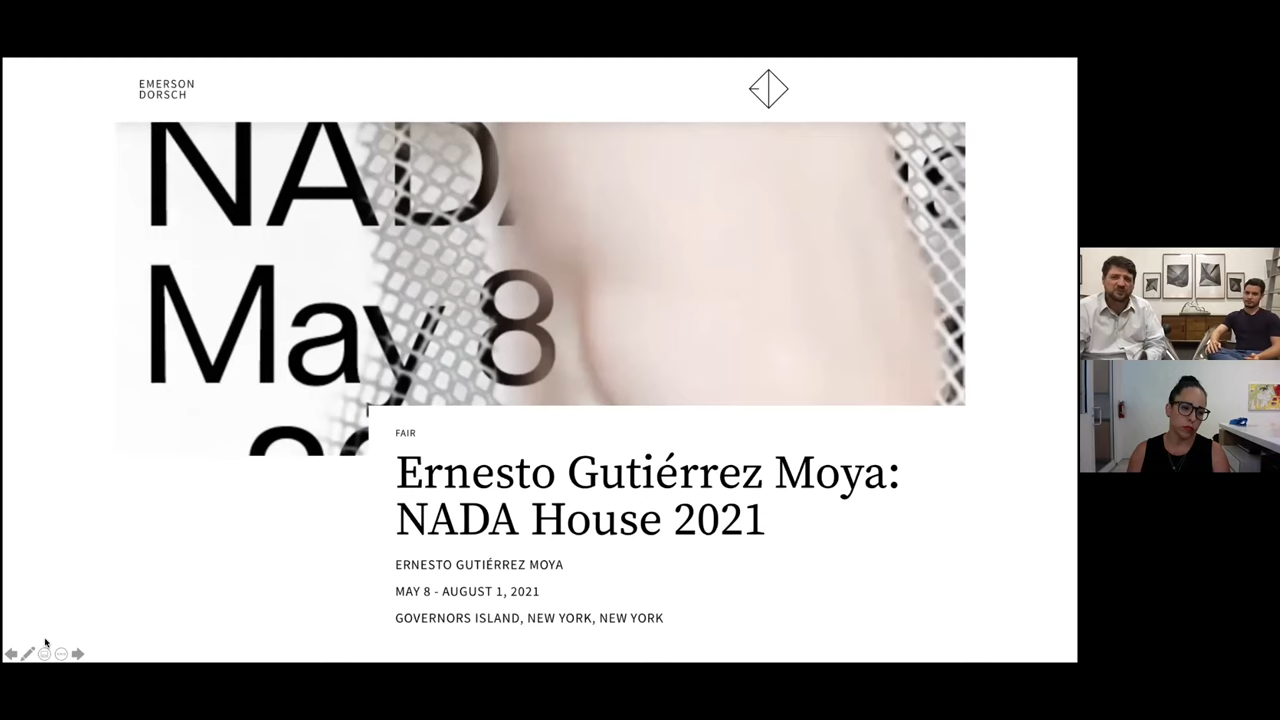 EMERSON
DORSCH
NAD
May 8
FAIR
Ernesto Gutiérrez Moya:
NADA House 2021
ERNESTO GUTIÉRREZ MOYA
MAY 8 - AUGUST 1, 2021
GOVERNORS ISLAND, NEW YORK, NEW YORK